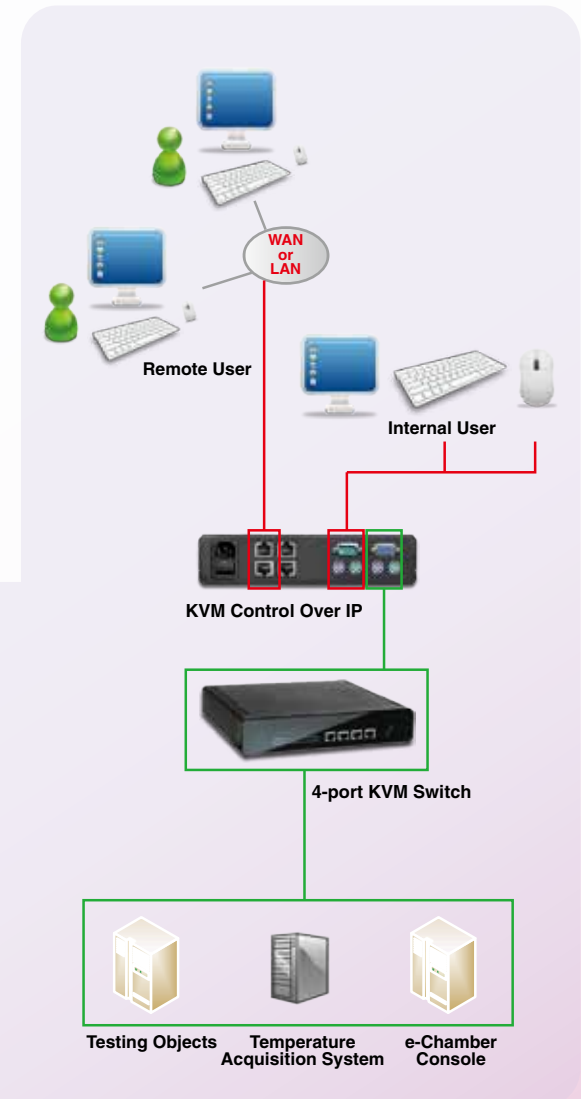 WAN
or
LAN
Remote User
Internal User
KVM Control Over IP
4-port KVM Switch
Testing Objects
Temperature
Acquisition System
e-Chamber
Console